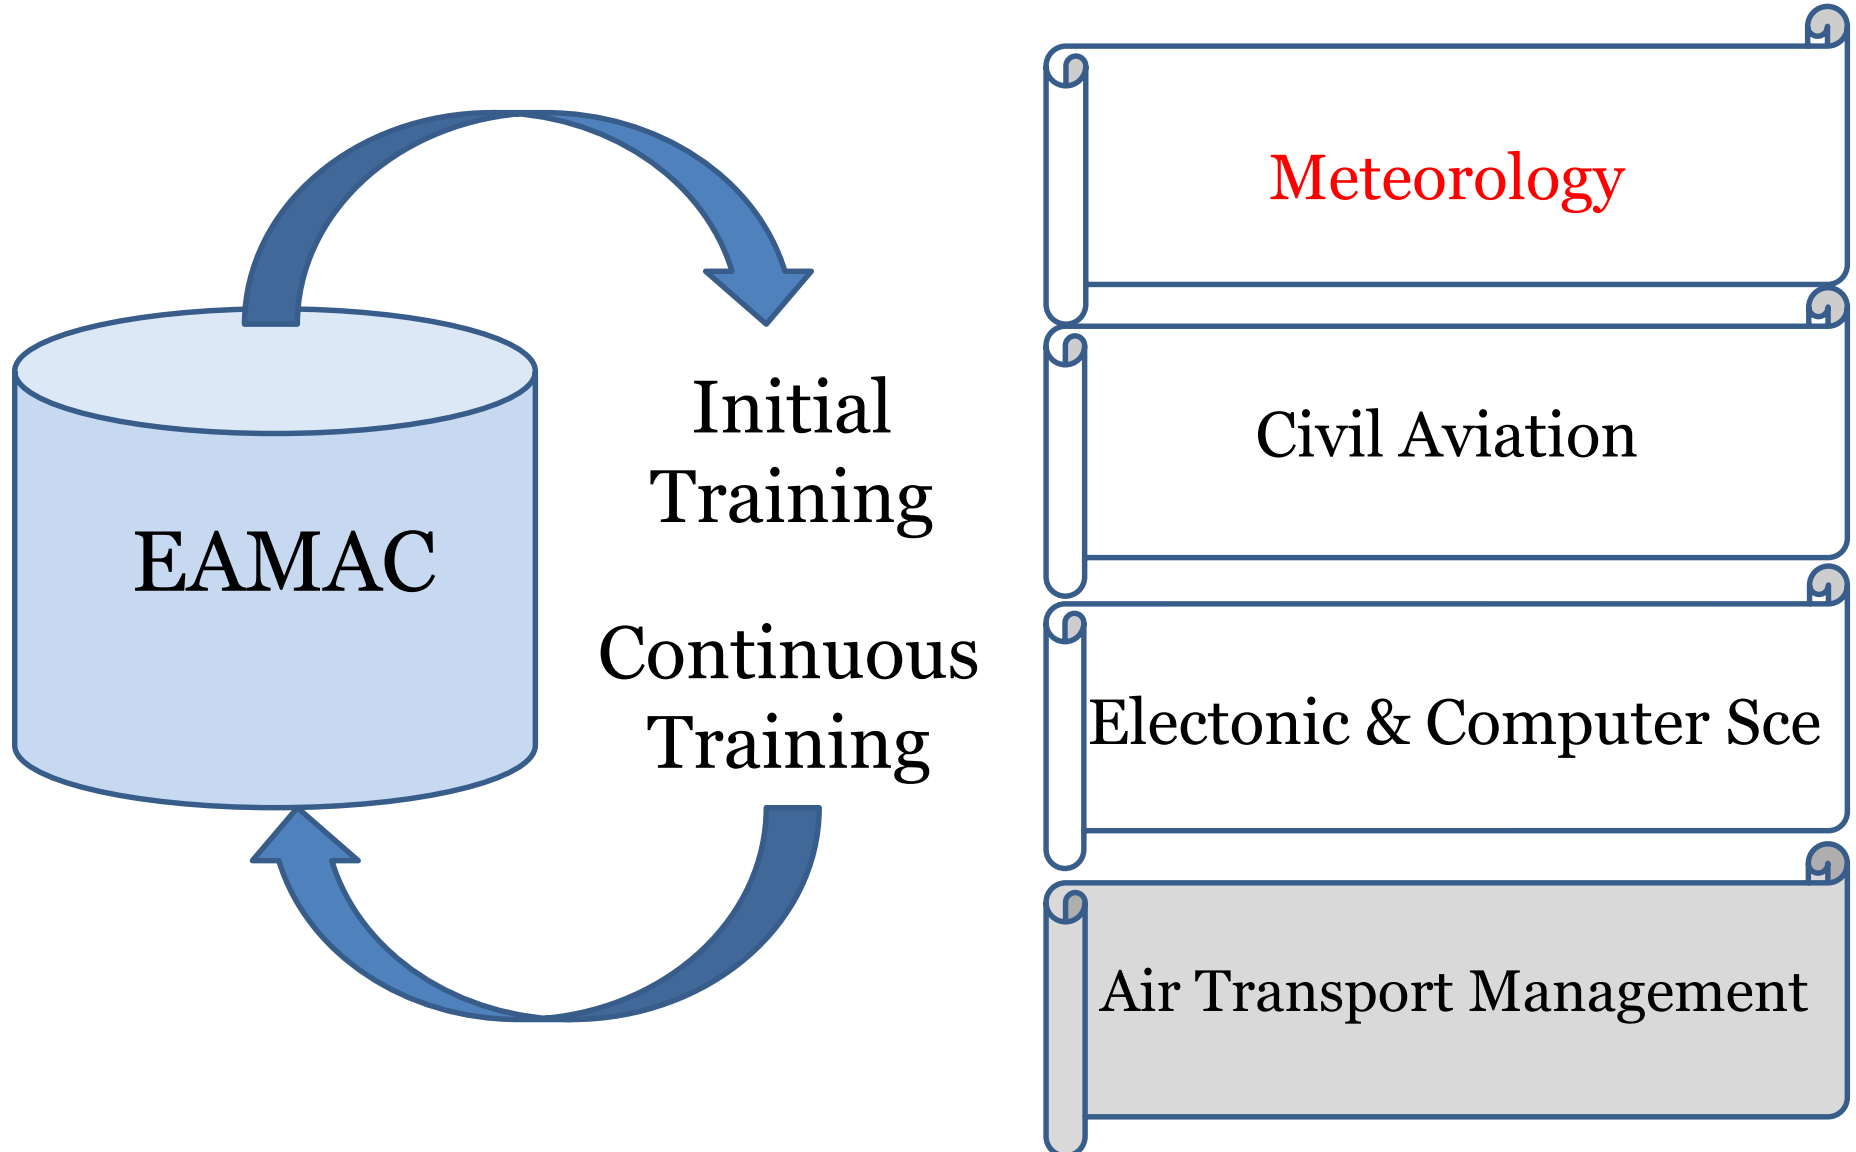 EAMAC
Initial
Training
Continuous
Training
Meteorology
Civil Aviation
Electonic & Computer Sce
Air Transport Management